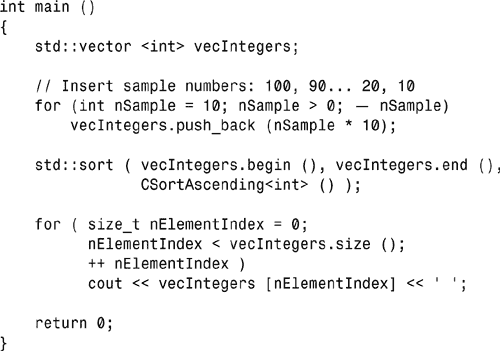 int main ()
{
    std::vector <int> vecIntegers;

    // Insert sample numbers: 100, 90... 20, 10
    for (int nSample = 10; nSample > 0; — nSample)
        vecIntegers.push_back (nSample * 10);

    std::sort ( vecIntegers.begin (), vecIntegers.end (),
                CSortAscending<int> () );

    for ( size_t nElementIndex = 0;
          nElementIndex < vecIntegers.size ();
          ++ nElementIndex )
          cout << vecIntegers [nElementIndex] << ' ';

    return 0;
}